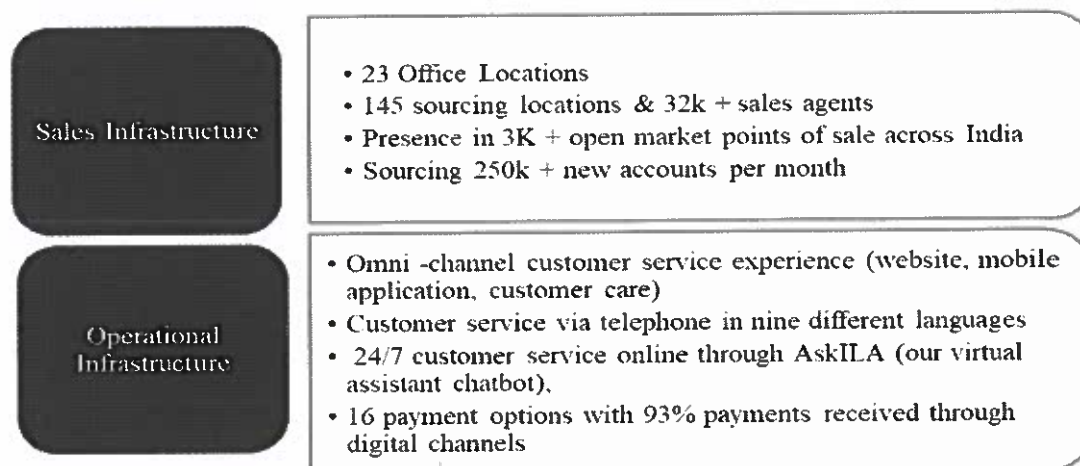 Sales Infrastructure
• 23 Office Locations
• 145 sourcing locations & 32k + sales agents
• Presence in 3K + open market points of sale across India
• Sourcing 250k + new accounts per month
Operational
Infrastructure
• Omni -channel customer service experience (website, mobile
application, customer care)
• Customer service via telephone in nine different languages
• 24/7 customer service online through AskILA (our virtual
assistant chatbot),
• 16 payment options with 93% payments received through
digital channels